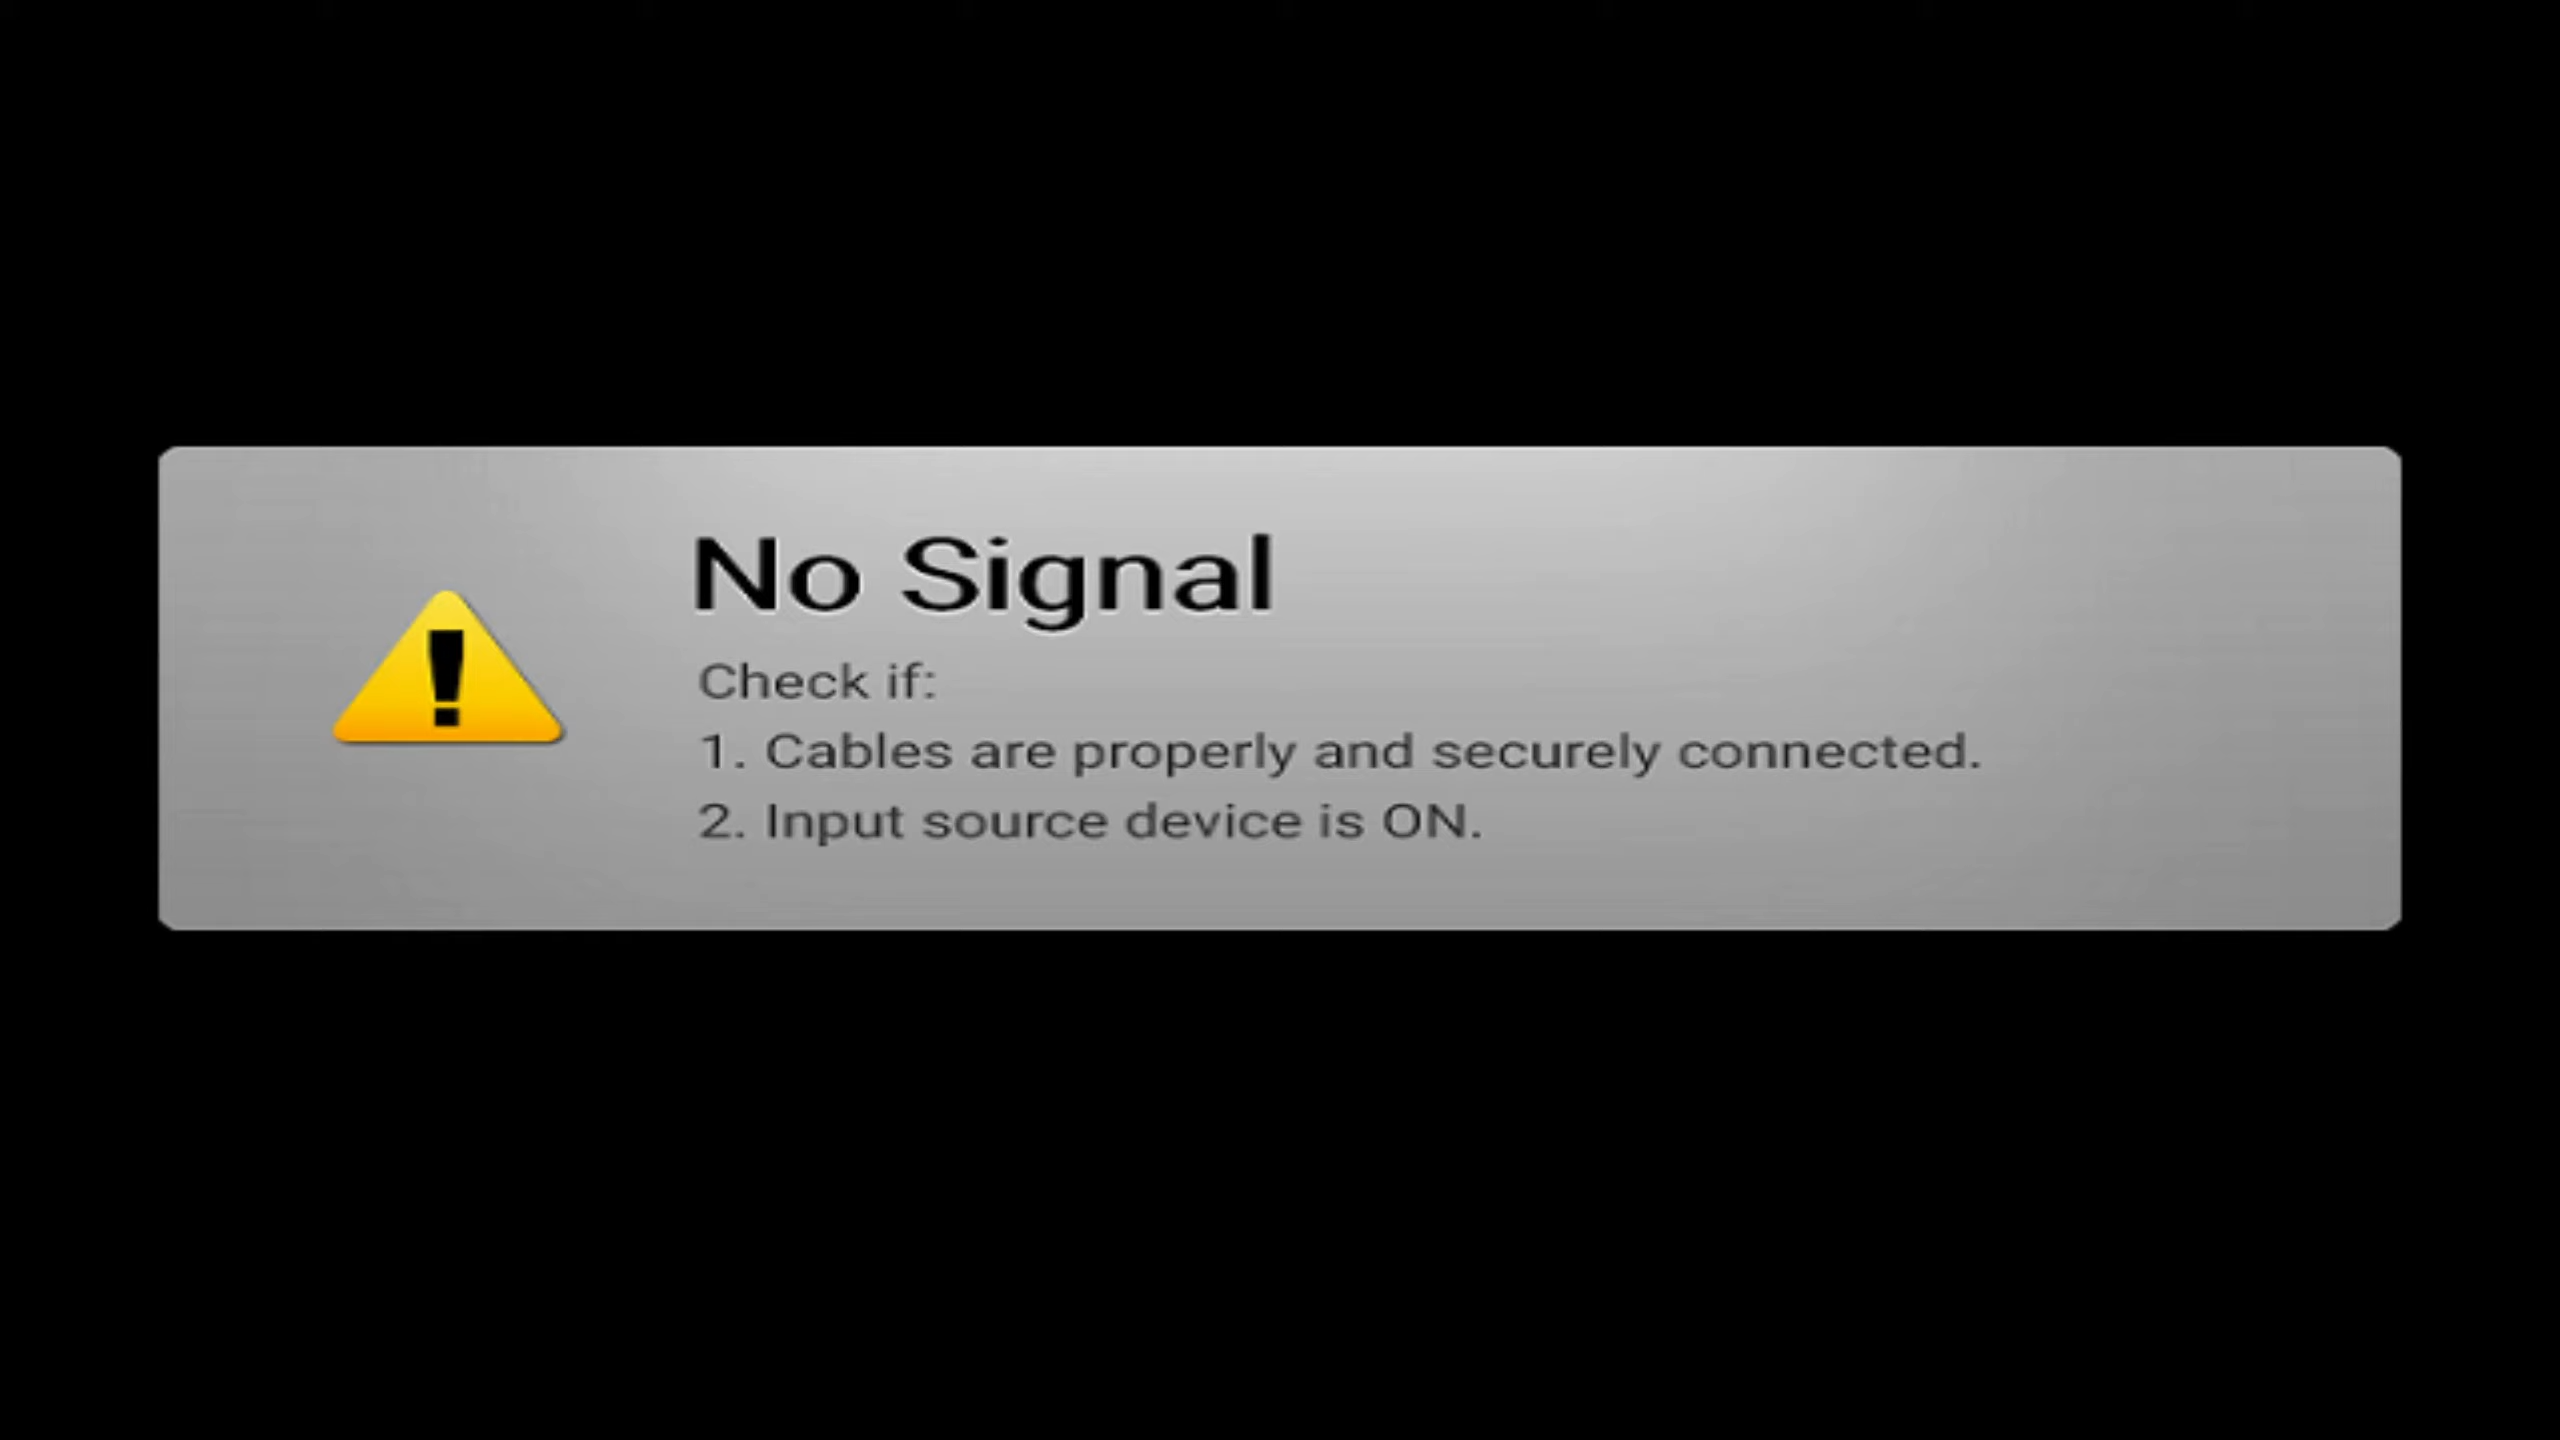 No Signal
Check if:
1. Cables are properly and securely connected.
2. Input source device is ON.